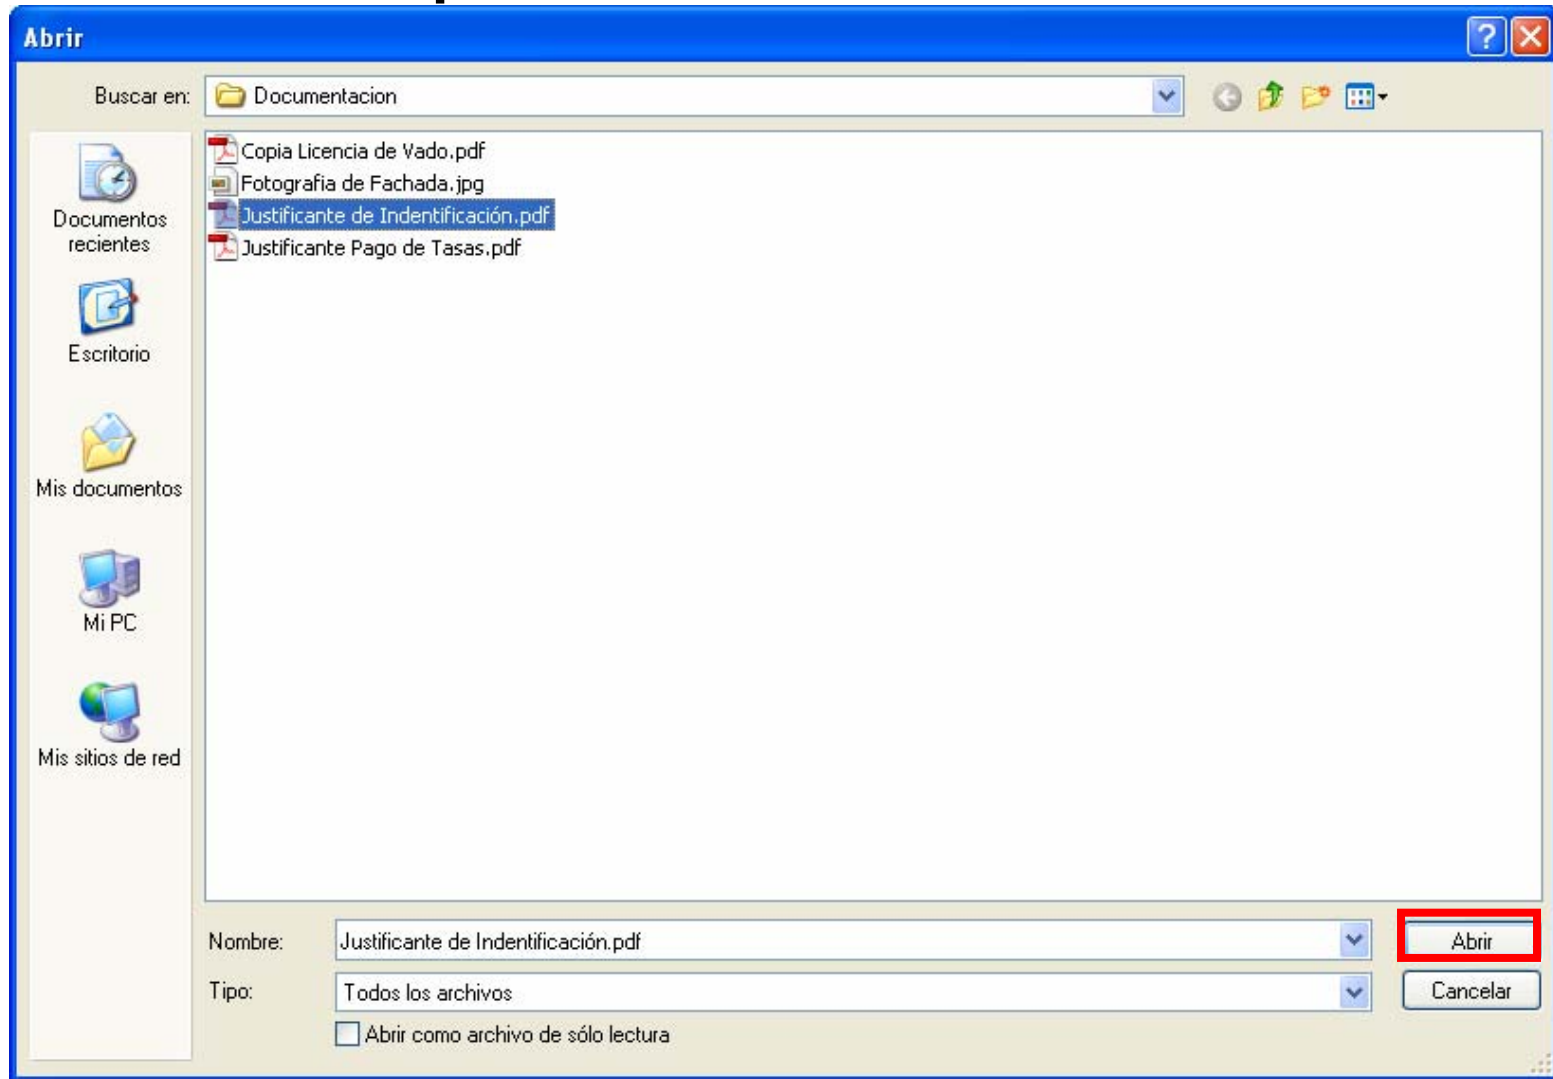 Abrir
Buscar en: Documentacion
Copia Licencia de Vado.pdf
Fotografia de Fachada.jpg
Justificante de Indentificación.pdf
Justificante Pago de Tasas.pdf
Documentos
recientes
Escritorio
Mis documentos
Mi PC
Mis sitios de red
Nombre: Justificante de Indentificación.pdf Abrir
Tipo: Todos los archivos Cancelar
Abrir como archivo de sólo lectura